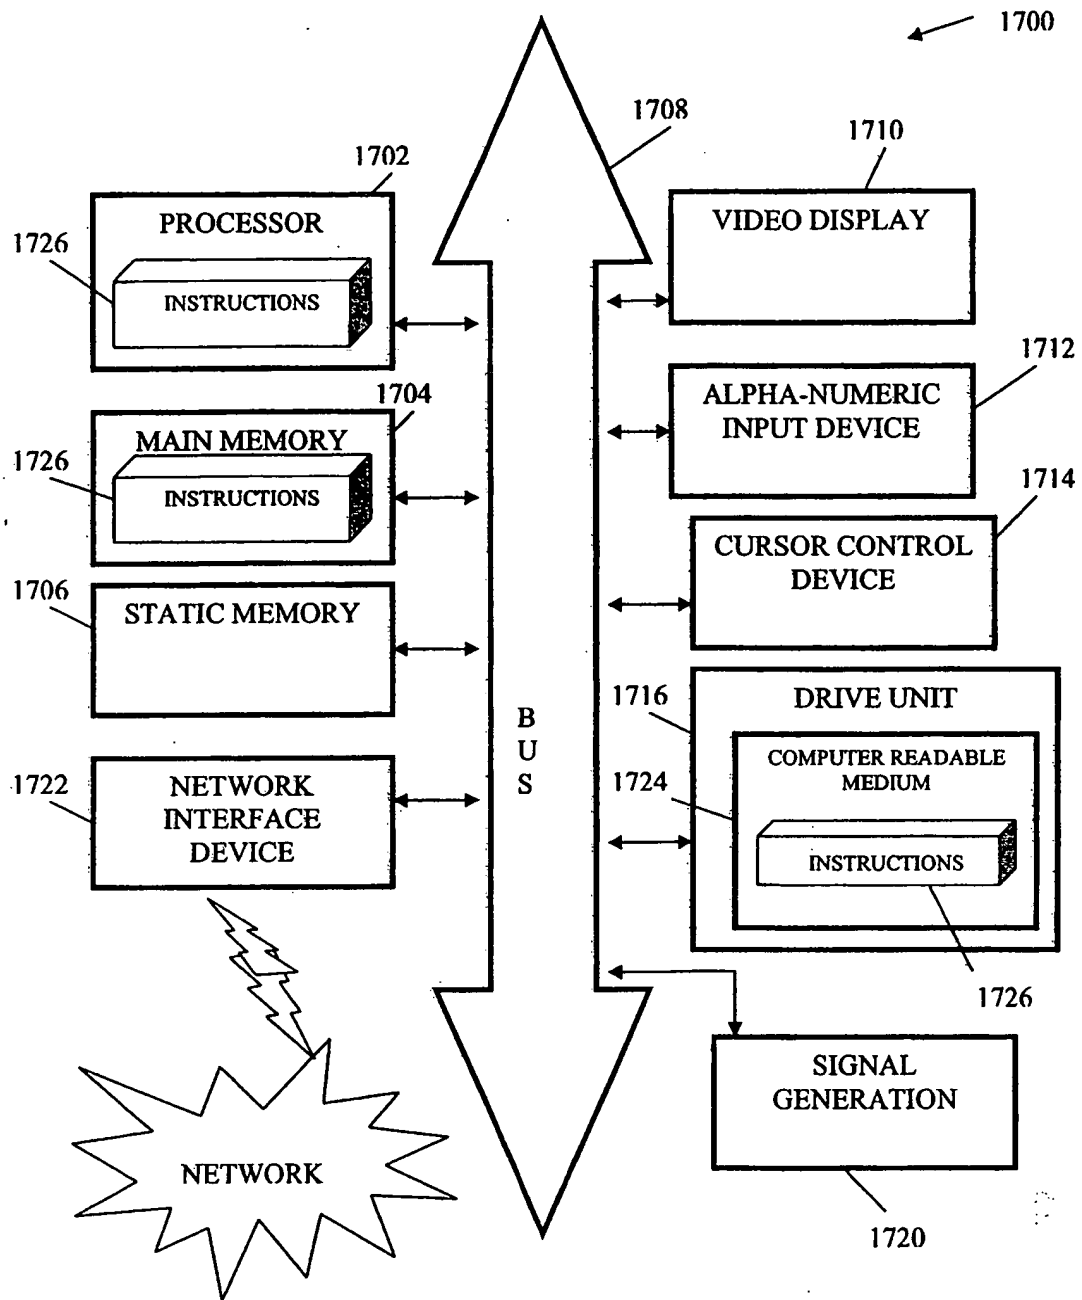 1700
1708
1710
1702
PROCESSOR
VIDEO DISPLAY
1726
INSTRUCTIONS
1712
1704
ALPHA-NUMERIC
INPUT DEVICE
MAIN MEMORY
1726
INSTRUCTIONS
1714
CURSOR CONTROL
DEVICE
1706
STATIC MEMORY
1716
DRIVE UNIT
B
U
S
COMPUTER READABLE
MEDIUM
1724
1722
NETWORK
INTERFACE
DEVICE
INSTRUCTIONS
1726
SIGNAL
GENERATION
NETWORK
1720